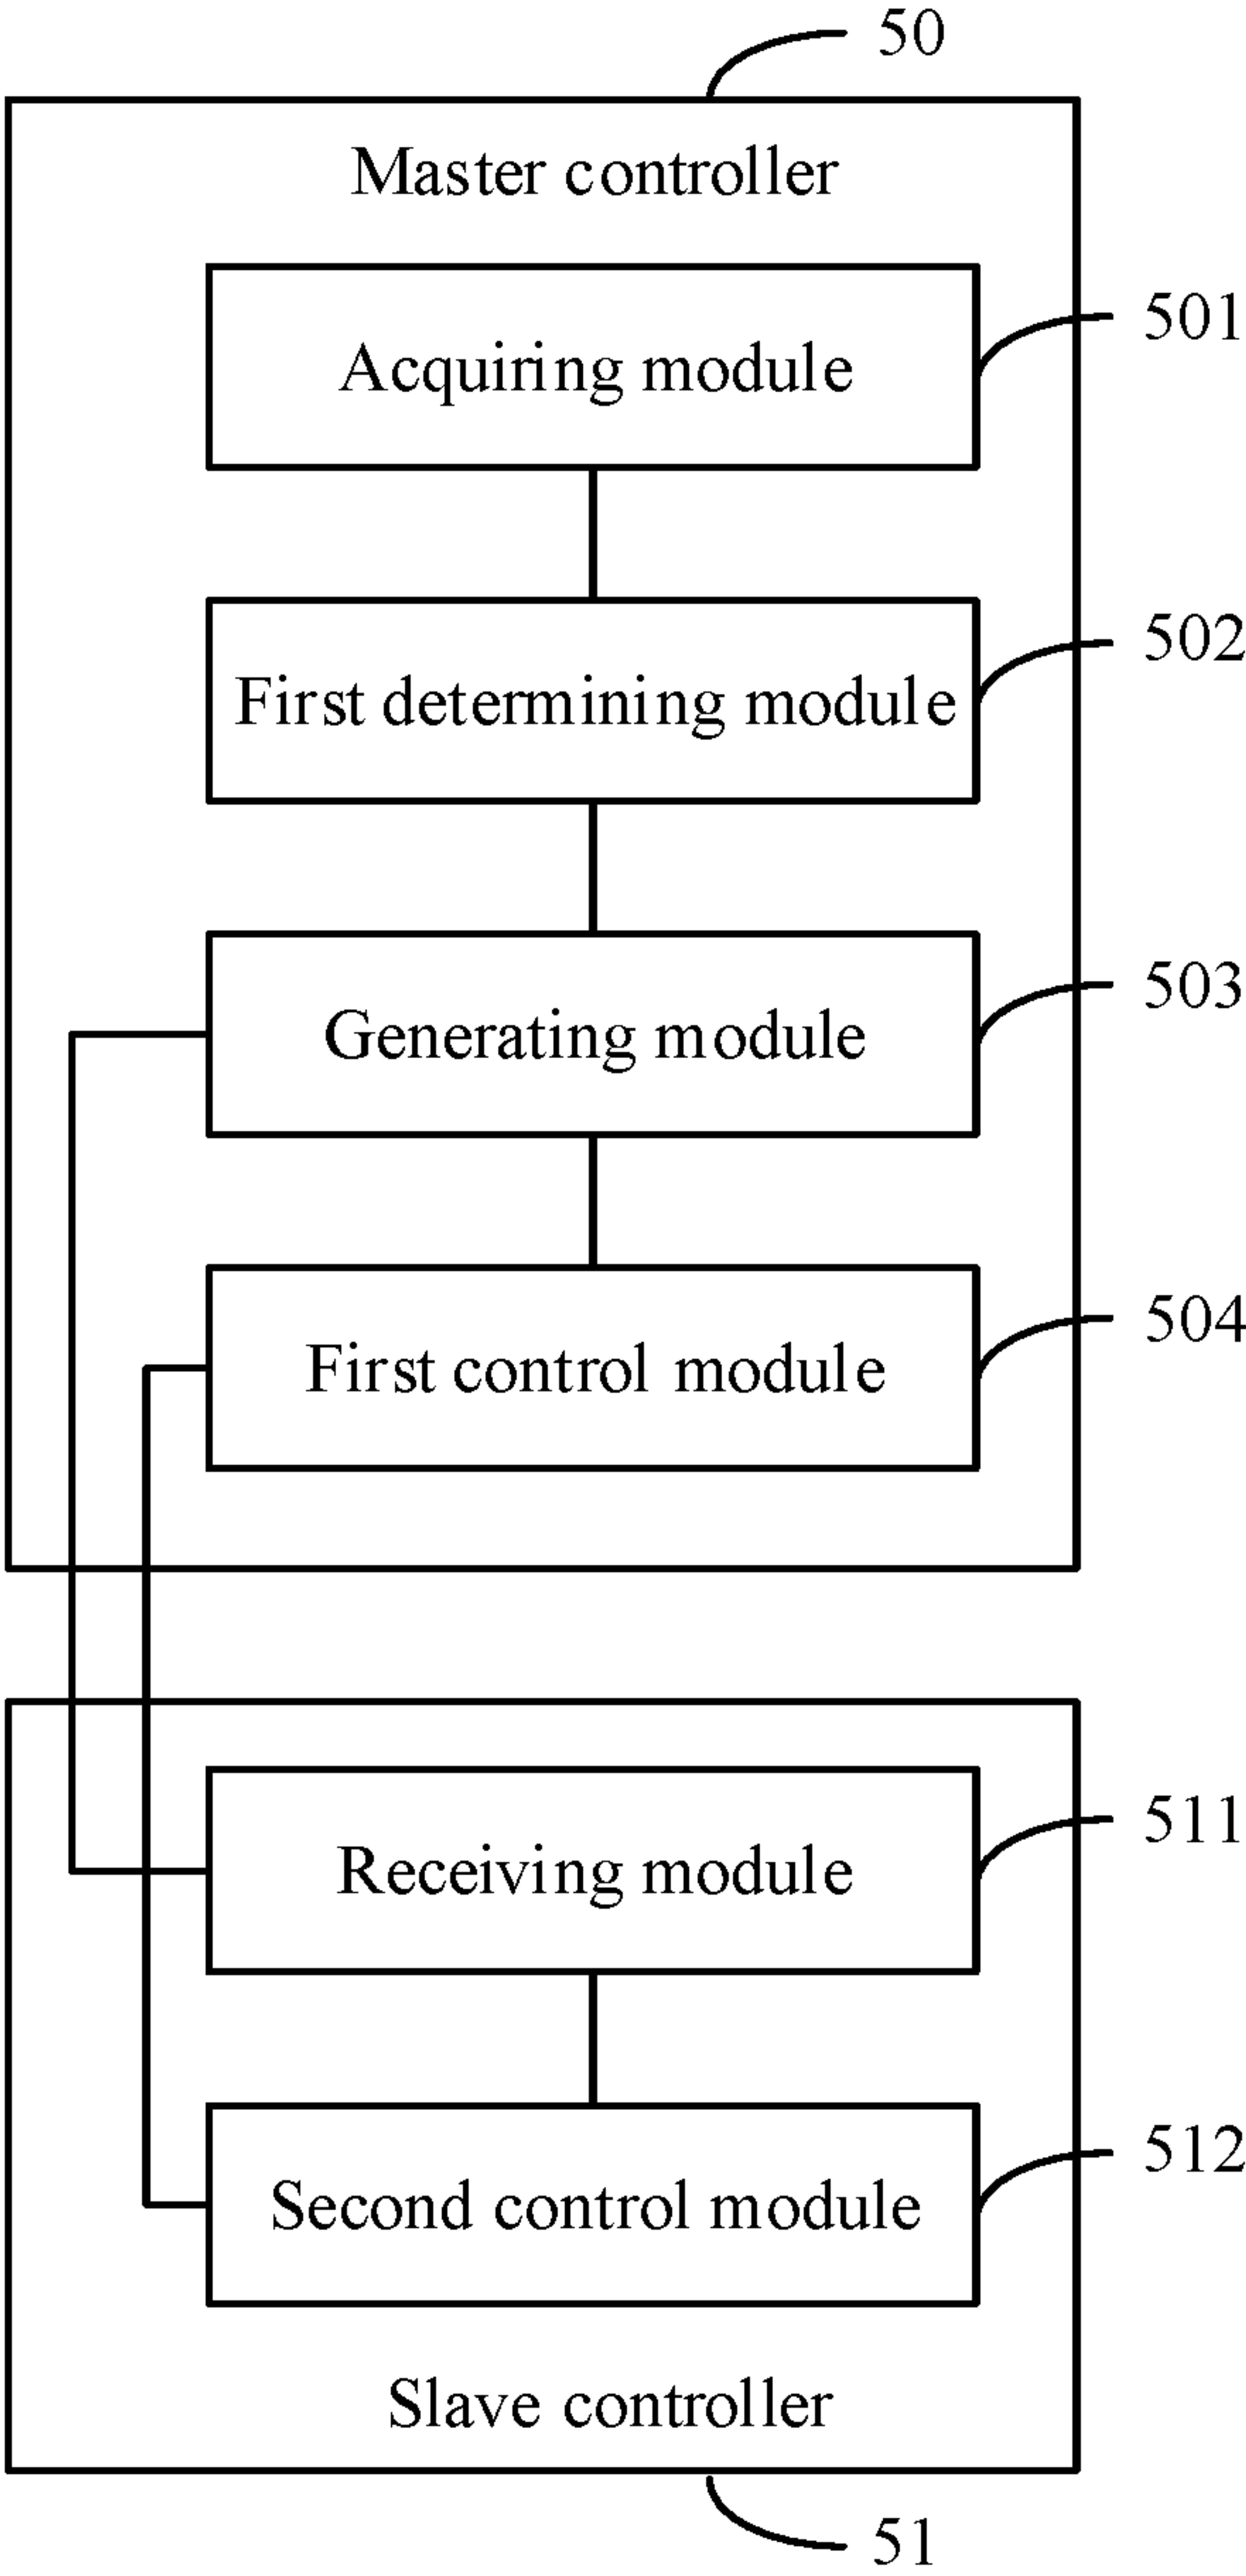 50
Master controller
501
Acquiring module
502
First determining module
503
Generating module
504
First control module
511
Receiving module
512
Second control module
Slave controller
51